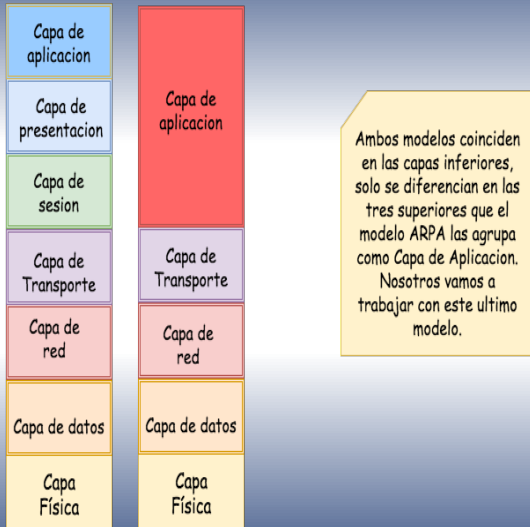 Capa de
aplicacion
Capa de
presentacion
Capa de
sesion
Capa de
Transporte
Capa de
red
Capa de datos
Capa
Física
Capa de
aplicacion
Capa de
Transporte
Capa de
red
Capa de datos
Capa
Física
Ambos modelos coinciden
en las capas inferiores,
solo se diferencian en las
tres superiores que el
modelo ARPA las agrupa
como Capa de Aplicacion.
Nosotros vamos a
trabajar con este ultimo
modelo.